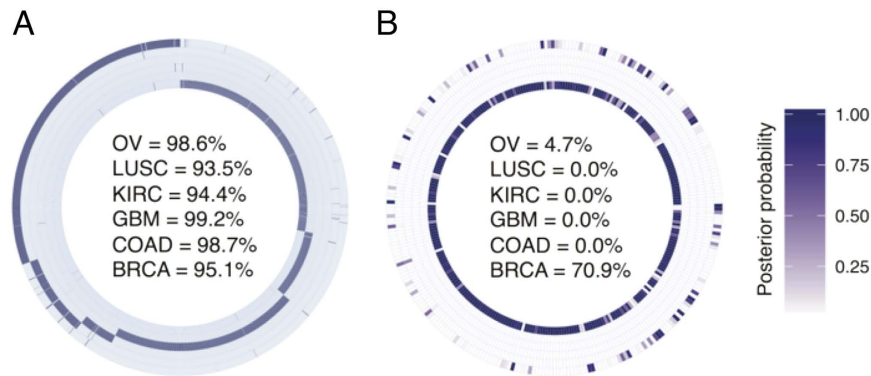 A
B
OV = 98.6%
LUSC = 93.5%
KIRC = 94.4%
GBM = 99.2%
COAD = 98.7%
BRCA = 95.1%
OV = 4.7%
LUSC = 0.0%
KIRC = 0.0%
GBM = 0.0%
COAD = 0.0%
BRCA = 70.9%
Posterior probability
1.00
0.75
0.50
0.25